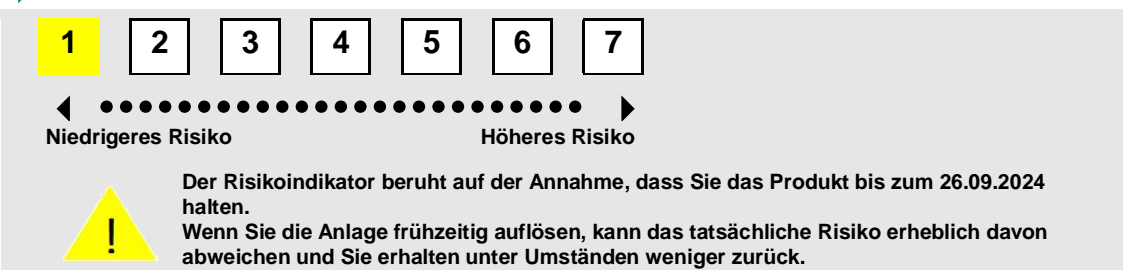 1 2 3 4 5 6 7
Niedrigeres Risiko Höheres Risiko
! Der Risikoindikator beruht auf der Annahme, dass Sie das Produkt bis zum 26.09.2024
halten.
Wenn Sie die Anlage frühzeitig auflösen, kann das tatsächliche Risiko erheblich davon
abweichen und Sie erhalten unter Umständen weniger zurück.